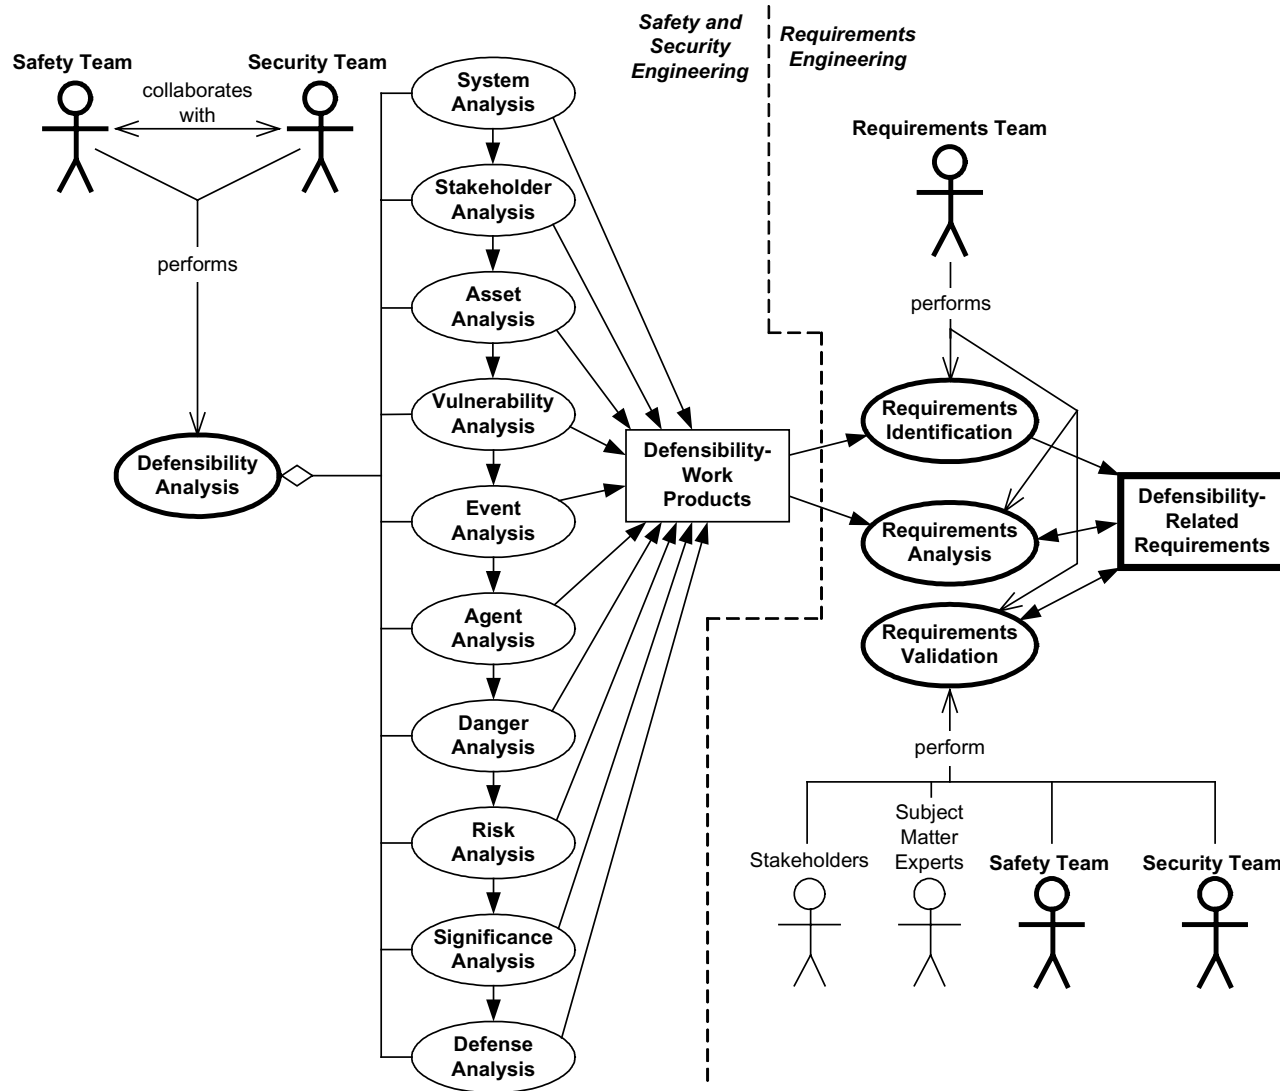 Safety and
Security
Engineering
Requirements
Engineering
Safety Team
Security Team
collaborates
with
performs
Defensibility
Analysis
System
Analysis
Stakeholder
Analysis
Asset
Analysis
Vulnerability
Analysis
Event
Analysis
Agent
Analysis
Danger
Analysis
Risk
Analysis
Significance
Analysis
Defense
Analysis
Defensibility-
Work
Products
Requirements Team
performs
Requirements
Identification
Requirements
Analysis
Requirements
Validation
Defensibility-
Related
Requirements
perform
Stakeholders
Subject
Matter
Experts
Safety Team
Security Team